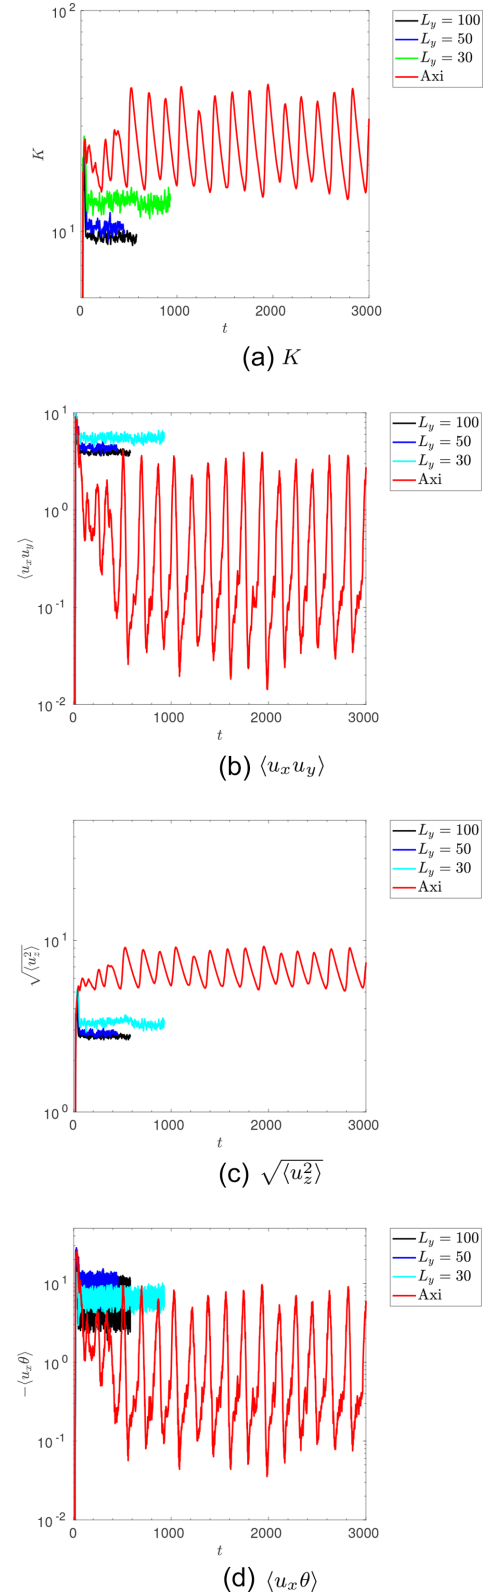 10^2
L_y = 100
L_y = 50
L_y = 30
Axi
K
10^1
0 1000 2000 3000
t
(a) K
10^1
L_y = 100
L_y = 50
L_y = 30
Axi
10^0
⟨u_x u_y⟩
10^-1
10^-2
0 1000 2000 3000
t
(b) ⟨u_x u_y⟩
L_y = 100
L_y = 50
L_y = 30
Axi
10^1
√⟨u_z^2⟩
10^0
0 1000 2000 3000
t
(c) √⟨u_z^2⟩
L_y = 100
L_y = 50
L_y = 30
Axi
10^1
10^0
−⟨u_x θ⟩
10^-1
10^-2
0 1000 2000 3000
t
(d) ⟨u_x θ⟩